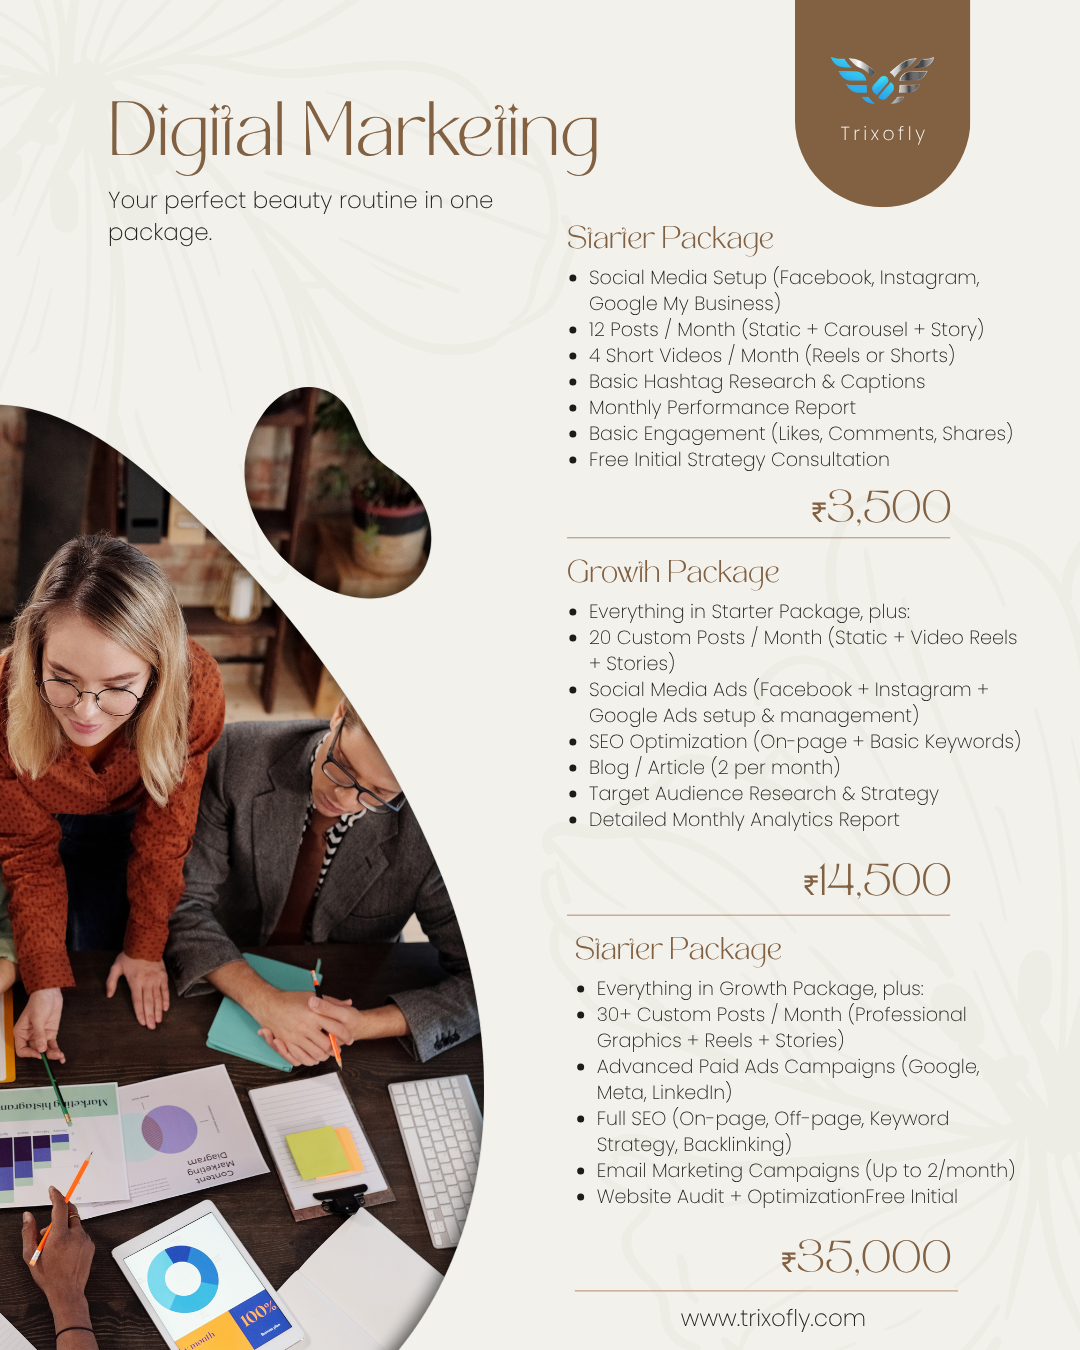 Trixofly
Digital Marketing
Your perfect beauty routine in one
package.
Starter Package
Social Media Setup (Facebook, Instagram,
Google My Business)
12 Posts / Month (Static + Carousel + Story)
4 Short Videos / Month (Reels or Shorts)
Basic Hashtag Research & Captions
Monthly Performance Report
Basic Engagement (Likes, Comments, Shares)
Free Initial Strategy Consultation
₹3,500
Growth Package
Everything in Starter Package, plus:
20 Custom Posts / Month (Static + Video Reels
+ Stories)
Social Media Ads (Facebook + Instagram +
Google Ads setup & management)
SEO Optimization (On-page + Basic Keywords)
Blog / Article (2 per month)
Target Audience Research & Strategy
Detailed Monthly Analytics Report
₹14,500
Starter Package
Everything in Growth Package, plus:
30+ Custom Posts / Month (Professional
Graphics + Reels + Stories)
Advanced Paid Ads Campaigns (Google,
Meta, LinkedIn)
Full SEO (On-page, Off-page, Keyword
Strategy, Backlinking)
Email Marketing Campaigns (Up to 2/month)
Website Audit + OptimizationFree Initial
₹35,000
www.trixofly.com
Marketing histogram
Content
Marketing
Diagram
100%
month